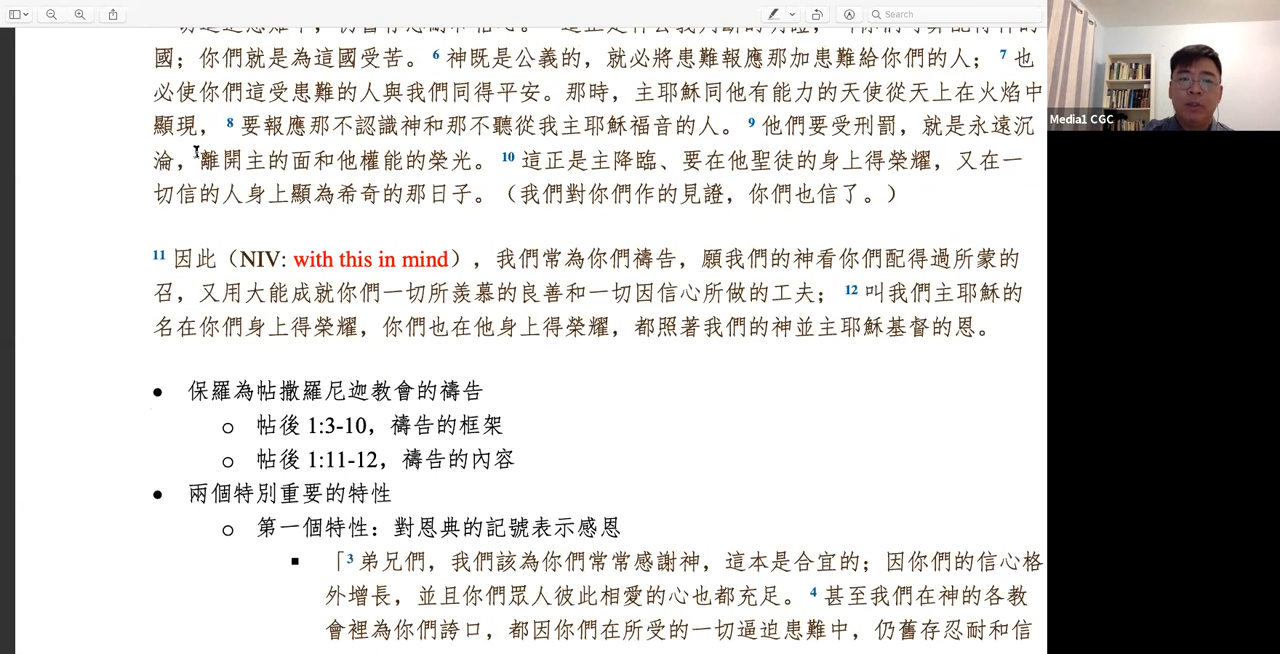 Search
國；你們就是為這國受苦。 6 神既是公義的，就必將患難報應那加患難給你們的人； 7 也
必使你們這受患難的人與我們同得平安。那時，主耶穌同他有能力的天使從天上在火焰中
顯現， 8 要報應那不認識神和那不聽從我主耶穌福音的人。 9 他們要受刑罰，就是永遠沉
淪，離開主的面和他權能的榮光。 10 這正是主降臨、要在他聖徒的身上得榮耀，又在一
切信的人身上顯為希奇的那日子。（我們對你們作的見證，你們也信了。）
11 因此（NIV: with this in mind），我們常為你們禱告，願我們的神看你們配得過所蒙的
召，又用大能成就你們一切所羨慕的良善和一切因信心所做的工夫； 12 叫我們主耶穌的
名在你們身上得榮耀，你們也在他身上得榮耀，都照著我們的神並主耶穌基督的恩。
• 保羅為帖撒羅尼迦教會的禱告
o 帖後 1:3-10，禱告的框架
o 帖後 1:11-12，禱告的內容
• 兩個特別重要的特性
o 第一個特性：對恩典的記號表示感恩
▪ 「3 弟兄們，我們該為你們常常感謝神，這本是合宜的；因你們的信心格
外增長，並且你們眾人彼此相愛的心也都充足。 4 甚至我們在神的各教
會裡為你們誇口，都因你們在所受的一切逼迫患難中，仍舊存忍耐和信
Media1 CGC